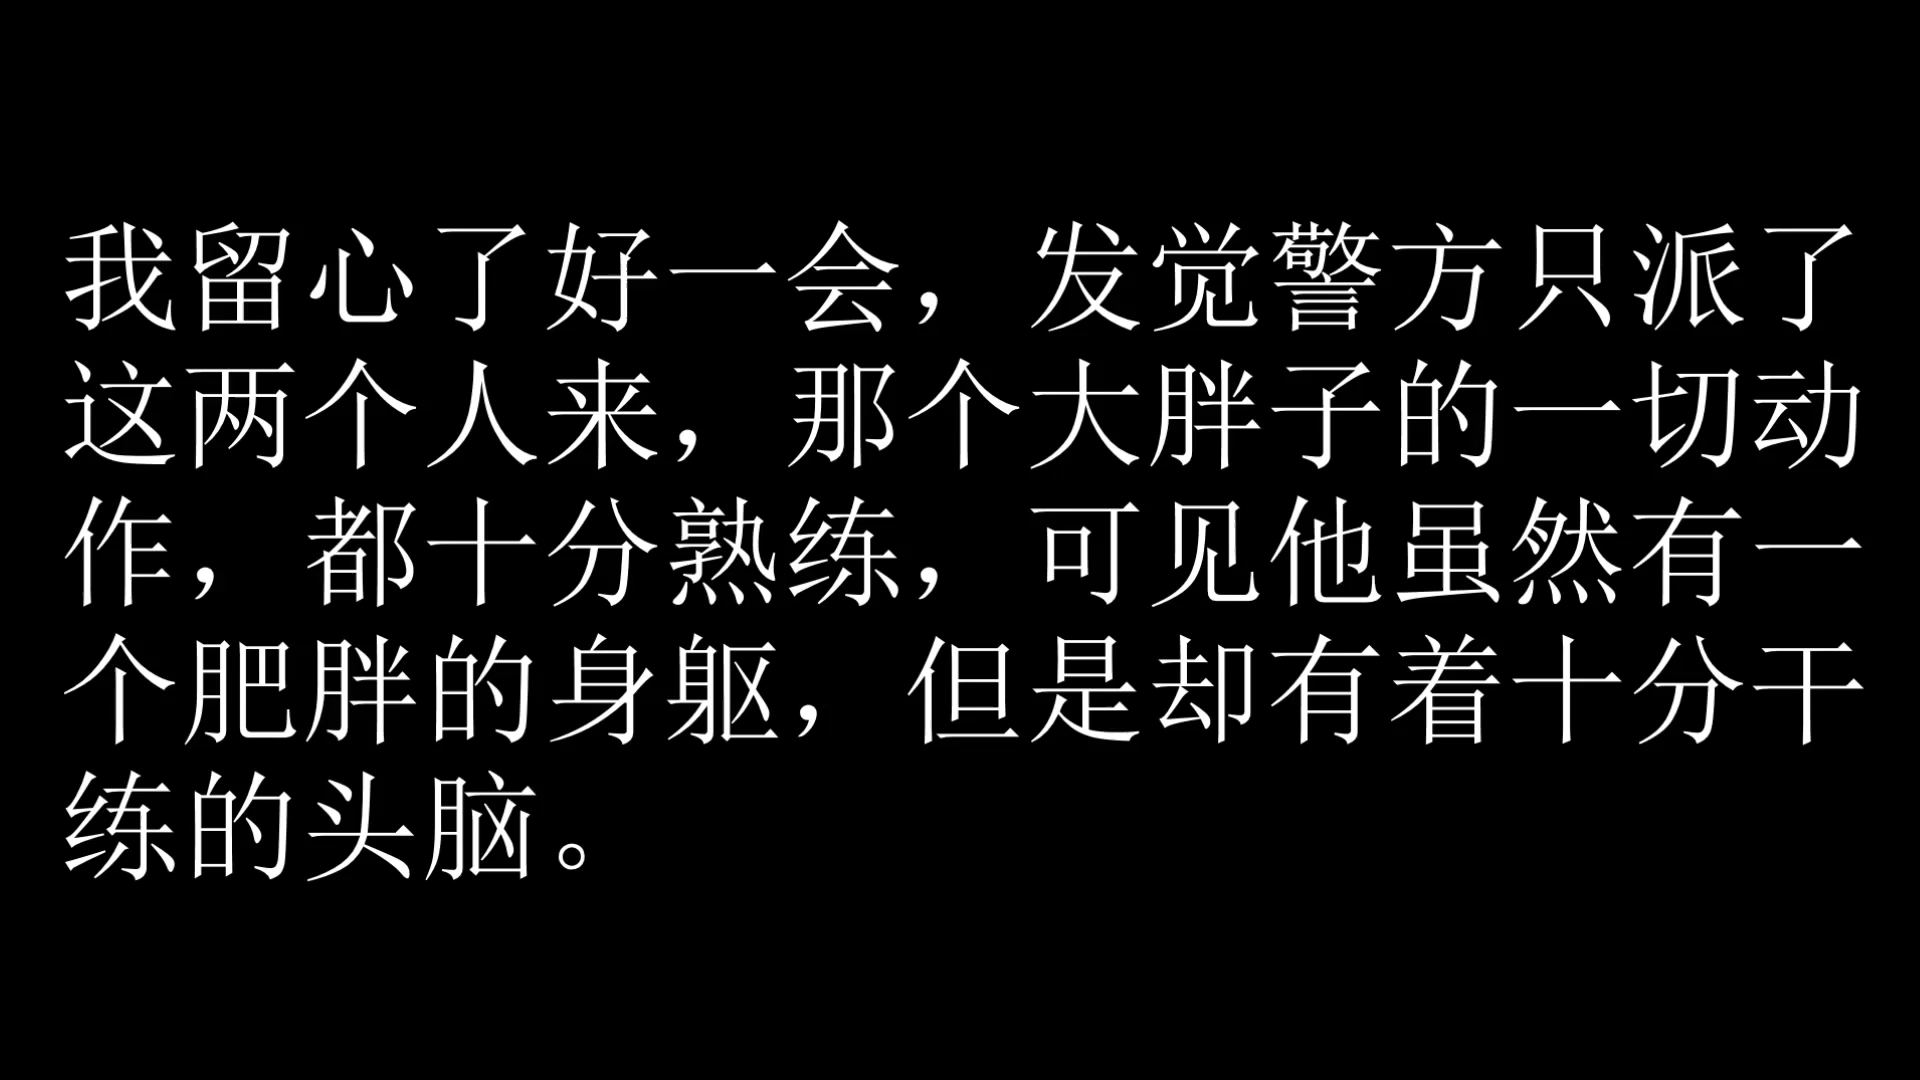 我留心了好一会，发觉警方只派了
这两个人来，那个大胖子的一切动
作，都十分熟练，可见他虽然有一
个肥胖的身躯，但是却有着十分干
练的头脑。